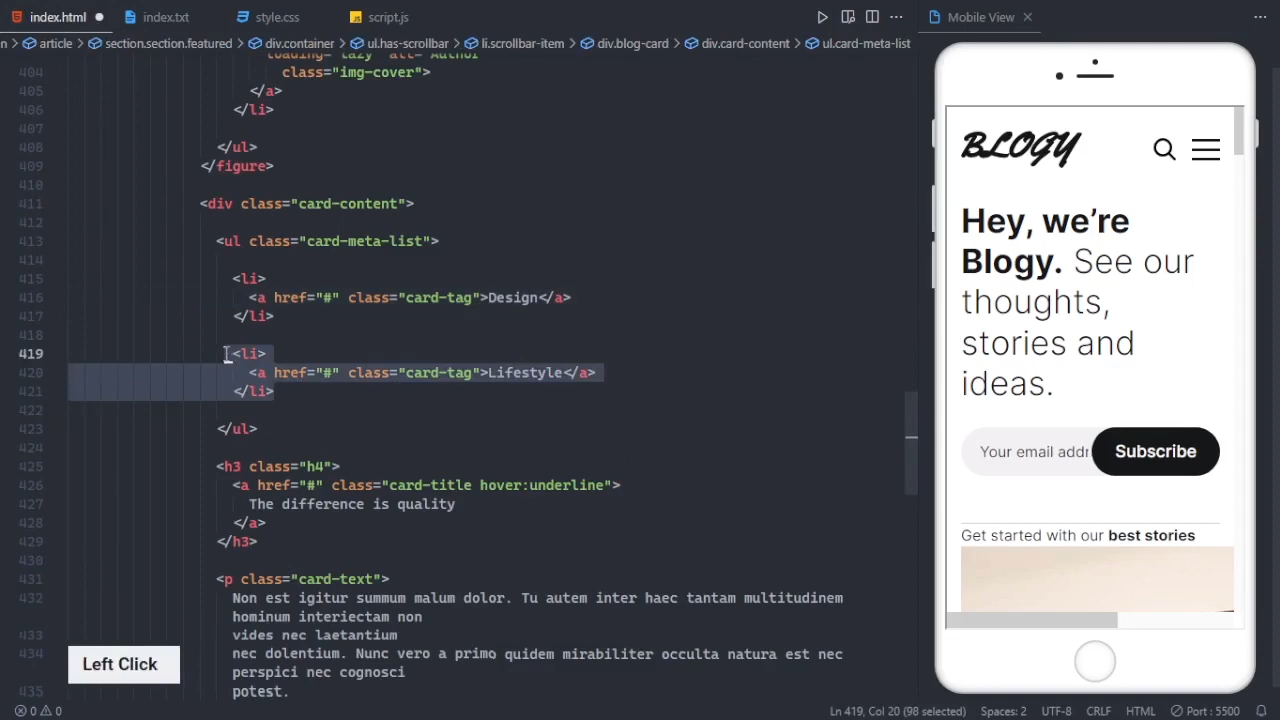 index.html
index.txt
style.css
script.js
Mobile View
n
article
section.section.featured
div.container
ul.has-scrollbar
li.scrollbar-item
div.blog-card
div.card-content
ul.card-meta-list
loading="lazy" alt="Author"
404 class="img-cover">
405 </a>
406 </li>
407
408 </ul>
409 </figure>
410
411 <div class="card-content">
412
413 <ul class="card-meta-list">
414
415 <li>
416 <a href="#" class="card-tag">Design</a>
417 </li>
418
419 <li>
420 <a href="#" class="card-tag">Lifestyle</a>
421 </li>
422
423 </ul>
424
425 <h3 class="h4">
426 <a href="#" class="card-title hover:underline">
427 The difference is quality
428 </a>
429 </h3>
430
431 <p class="card-text">
432 Non est igitur summum malum dolor. Tu autem inter haec tantam multitudinem
hominum interiectam non
433 vides nec laetantium
434 nec dolentium. Nunc vero a primo quidem mirabiliter occulta natura est nec
perspici nec cognosci
435 potest.
Left Click
BLOGY
Hey, we’re
Blogy. See our
thoughts,
stories and
ideas.
Your email addr
Subscribe
Get started with our best stories
0 0
Ln 419, Col 20 (98 selected)
Spaces: 2
UTF-8
CRLF
HTML
Port : 5500